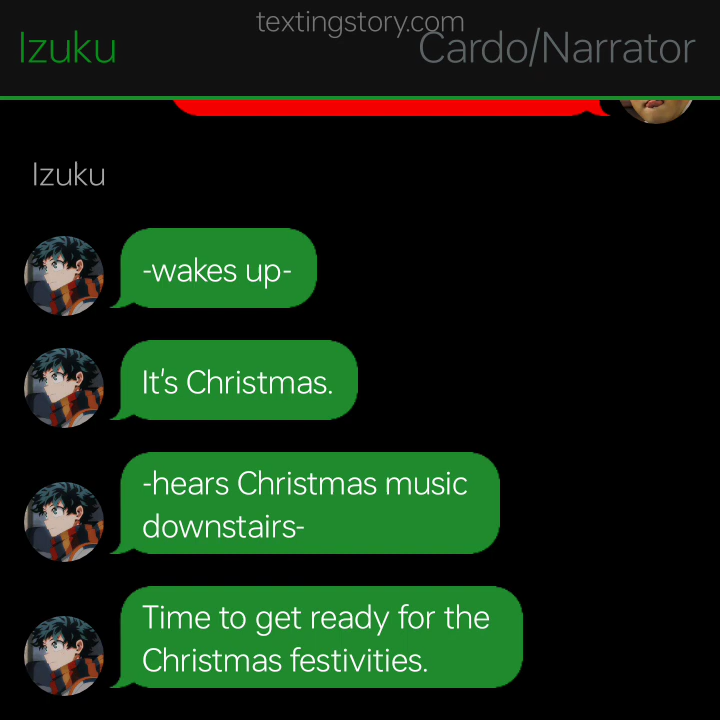 textingstory.com
Izuku
Cardo/Narrator
Izuku
-wakes up-
It's Christmas.
-hears Christmas music
downstairs-
Time to get ready for the
Christmas festivities.